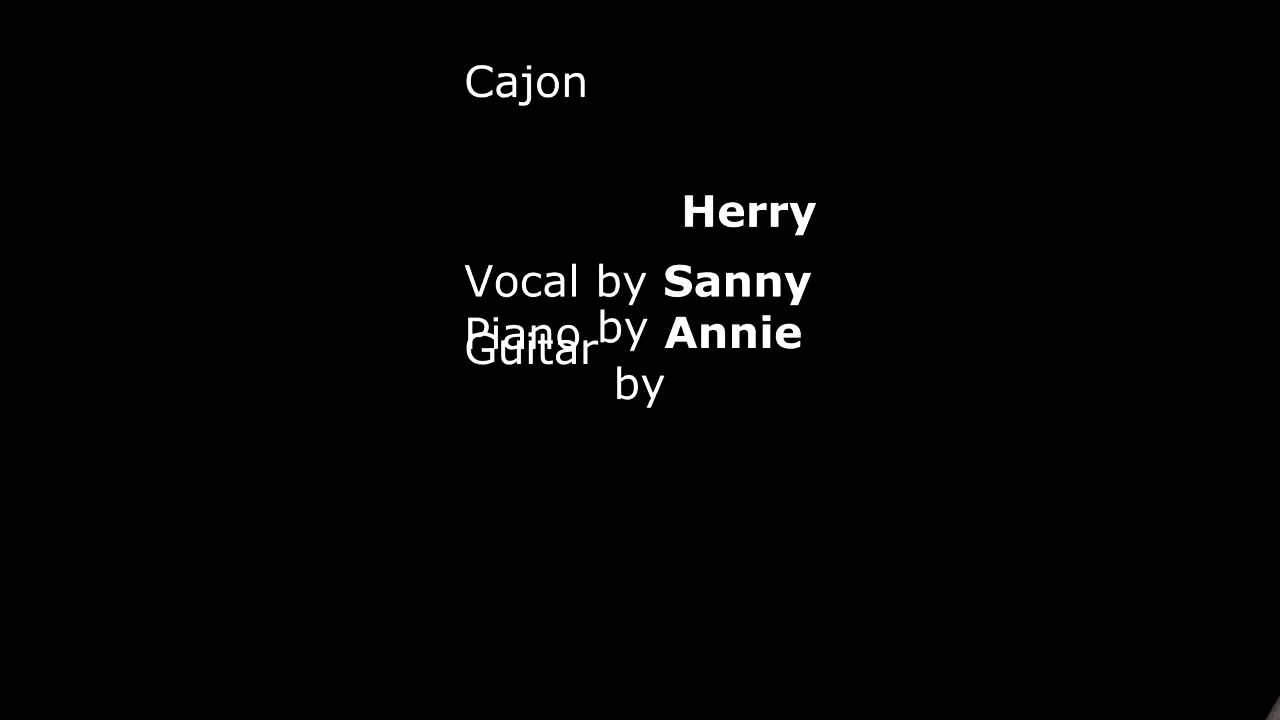 Cajon
Herry
Vocal by Sanny
Piano by Annie
Guitar
by